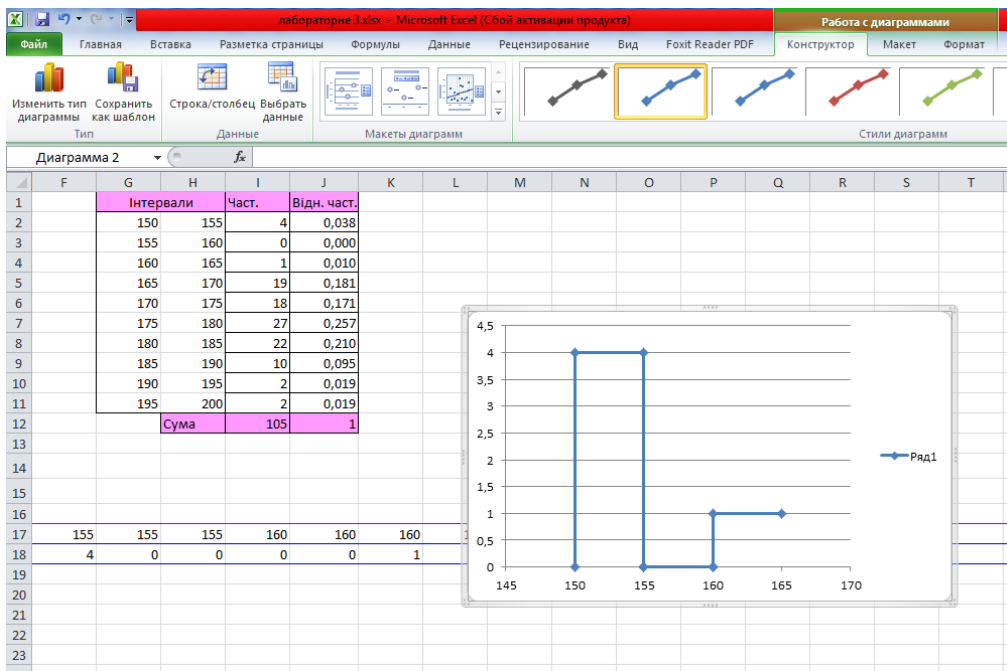 лабораторне 3.xlsx - Microsoft Excel (Сбой активации продукта)
Работа с диаграммами
Файл Главная Вставка Разметка страницы Формулы Данные Рецензирование Вид Foxit Reader PDF Конструктор Макет Формат
Изменить тип диаграммы Сохранить как шаблон Строка/столбец Выбрать данные
Тип Данные Макеты диаграмм Стили диаграмм
Диаграмма 2 fx
F G H I J K L M N O P Q R S T
1 Інтервали Част. Відн. част.
2 150 155 4 0,038
3 155 160 0 0,000
4 160 165 1 0,010
5 165 170 19 0,181
6 170 175 18 0,171
7 175 180 27 0,257
8 180 185 22 0,210
9 185 190 10 0,095
10 190 195 2 0,019
11 195 200 2 0,019
12 Сума 105 1
13
14
15
16
17 155 155 155 160 160 160
18 4 0 0 0 0 1
19
20
21
22
23
4,5
4
3,5
3
2,5
2
1,5
1
0,5
0
145 150 155 160 165 170
Ряд1